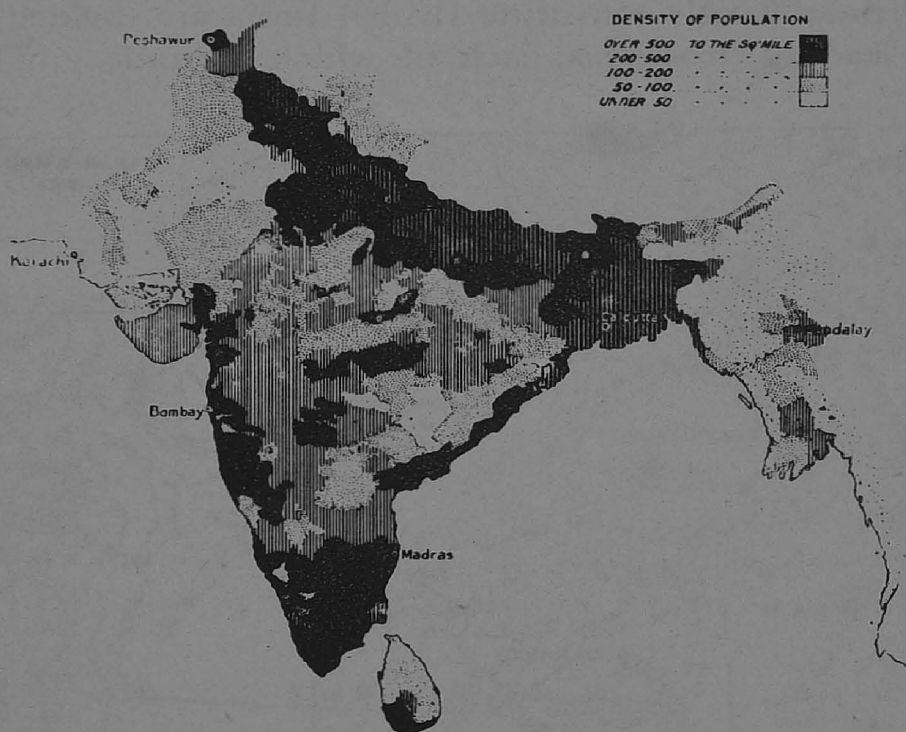 DENSITY OF POPULATION
OVER 500 TO THE SQ. MILE
200-500 " " " "
100-200 " " " "
50-100. " " " "
UNDER 50 " " " "
Peshawur
Karachi
Calcutta
Bombay
Madras